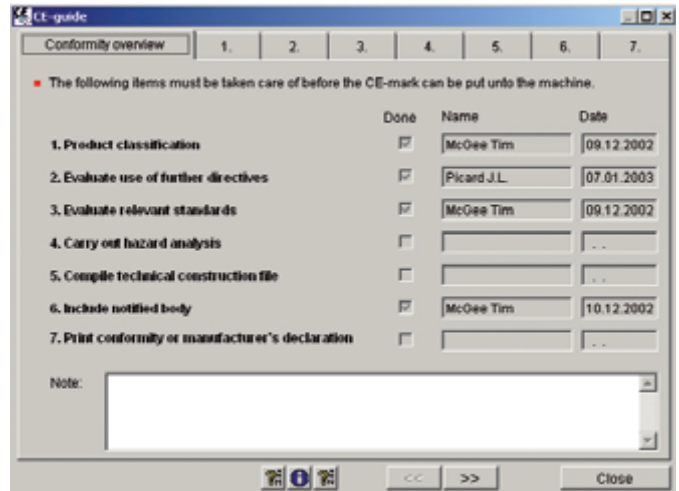 CE-guide
Conformity overview 1. 2. 3. 4. 5. 6. 7.
The following items must be taken care of before the CE-mark can be put unto the machine.
Done Name Date
1. Product classification McGee Tim 09.12.2002
2. Evaluate use of further directives Picard J.L. 07.01.2003
3. Evaluate relevant standards McGee Tim 09.12.2002
4. Carry out hazard analysis . .
5. Compile technical construction file . .
6. Include notified body McGee Tim 10.12.2002
7. Print conformity or manufacturer's declaration . .
Note:
<< >> Close